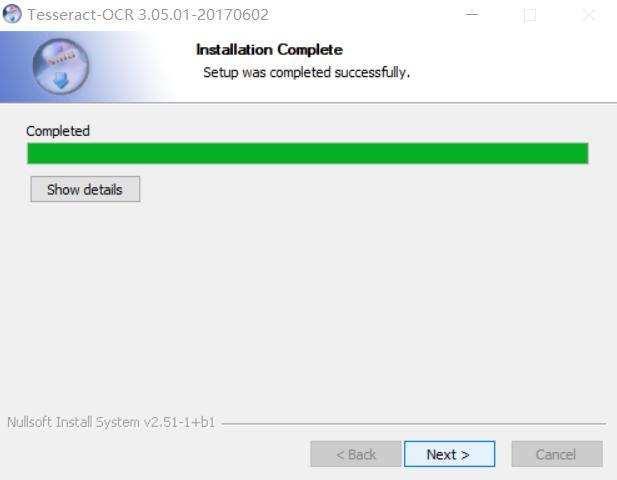 Tesseract-OCR 3.05.01-20170602
Installation Complete
Setup was completed successfully.
Completed
Show details
Nullsoft Install System v2.51-1+b1
< Back Next > Cancel